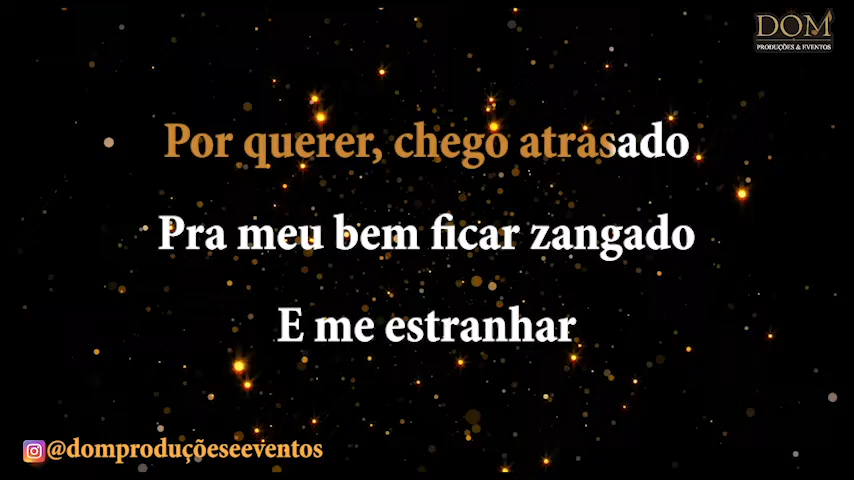 DOM
PRODUÇÕES & EVENTOS
Por querer, chego atrasado
Pra meu bem ficar zangado
E me estranhar
@domproduçõeseeventos